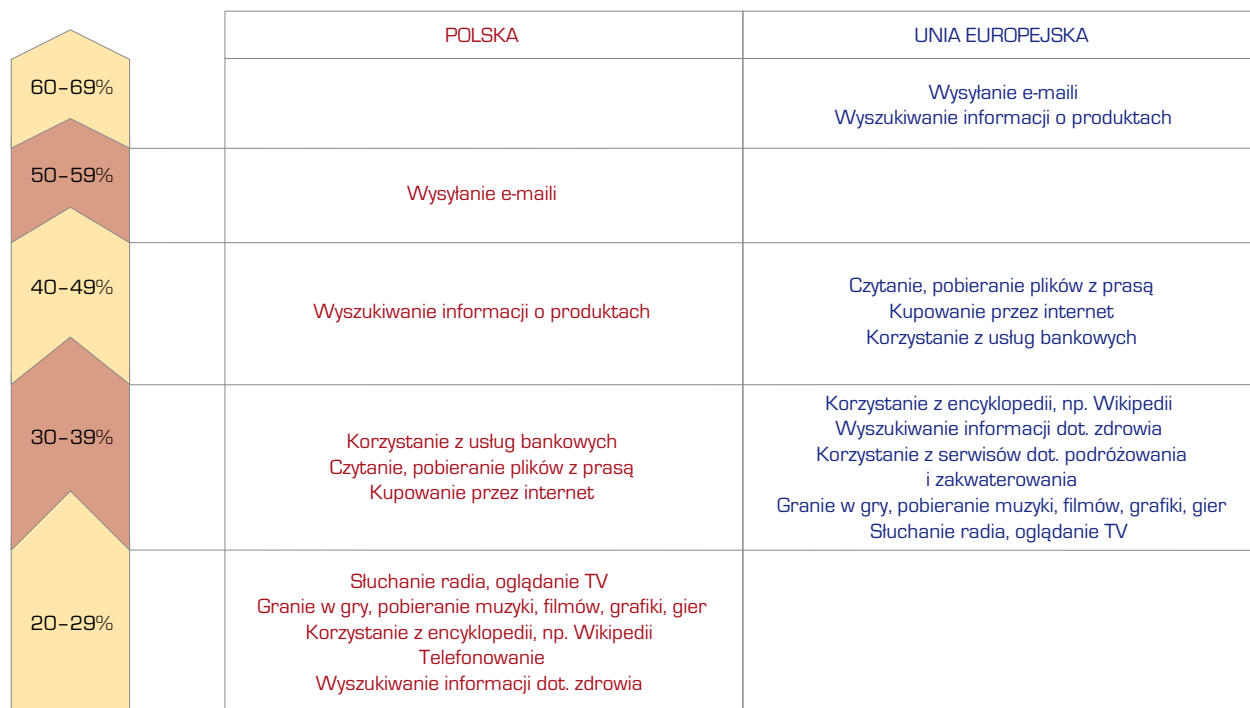 POLSKA
UNIA EUROPEJSKA
60–69%
Wysyłanie e-maili
Wyszukiwanie informacji o produktach
50–59%
Wysyłanie e-maili
40–49%
Wyszukiwanie informacji o produktach
Czytanie, pobieranie plików z prasą
Kupowanie przez internet
Korzystanie z usług bankowych
30–39%
Korzystanie z usług bankowych
Czytanie, pobieranie plików z prasą
Kupowanie przez internet
Korzystanie z encyklopedii, np. Wikipedii
Wyszukiwanie informacji dot. zdrowia
Korzystanie z serwisów dot. podróżowania
i zakwaterowania
Granie w gry, pobieranie muzyki, filmów, grafiki, gier
Słuchanie radia, oglądanie TV
20–29%
Słuchanie radia, oglądanie TV
Granie w gry, pobieranie muzyki, filmów, grafiki, gier
Korzystanie z encyklopedii, np. Wikipedii
Telefonowanie
Wyszukiwanie informacji dot. zdrowia